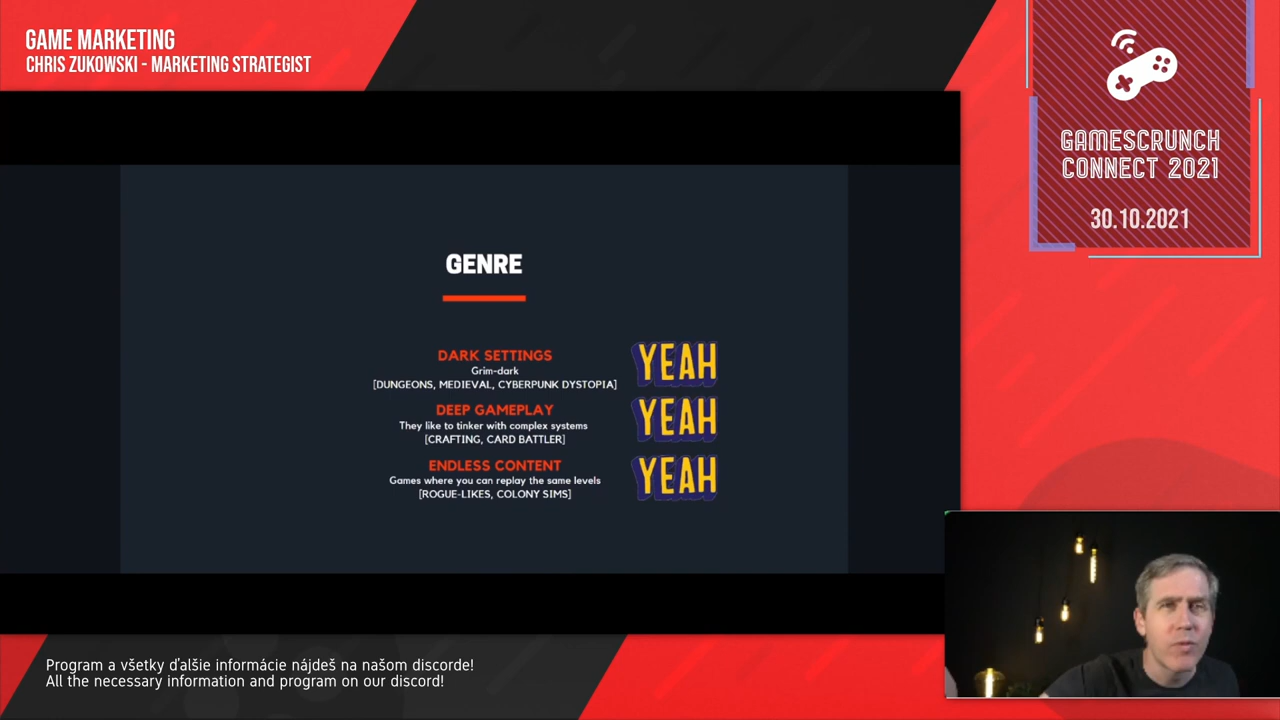 GAME MARKETING
CHRIS ZUKOWSKI - MARKETING STRATEGIST
GAMESCRUNCH
CONNECT 2021
30.10.2021
GENRE
DARK SETTINGS
Grim-dark
[DUNGEONS, MEDIEVAL, CYBERPUNK DYSTOPIA]
YEAH
DEEP GAMEPLAY
They like to tinker with complex systems
[CRAFTING, CARD BATTLER]
YEAH
ENDLESS CONTENT
Games where you can replay the same levels
[ROGUE-LIKES, COLONY SIMS]
YEAH
Program a všetky ďalšie informácie nájdeš na našom discorde!
All the necessary information and program on our discord!